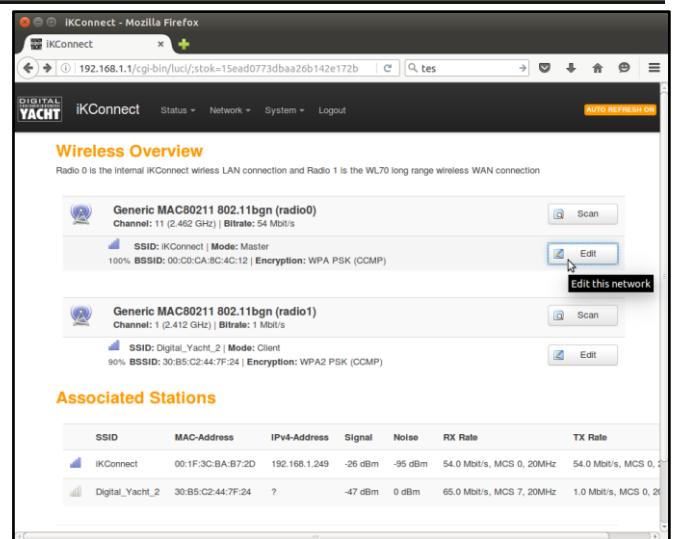 iKConnect - Mozilla Firefox
iKConnect
192.168.1.1/cgi-bin/luci/;stok=15ead0773dbaa26b142e172b
tes
DIGITAL
YACHT
iKConnect Status Network System Logout
AUTO REFRESH ON
Wireless Overview
Radio 0 is the internal iKConnect wirless LAN connection and Radio 1 is the WL70 long range wireless WAN connection
Generic MAC80211 802.11bgn (radio0)
Channel: 11 (2.462 GHz) | Bitrate: 54 Mbit/s
Scan
SSID: iKConnect | Mode: Master
100% BSSID: 00:C0:CA:8C:4C:12 | Encryption: WPA PSK (CCMP)
Edit
Edit this network
Generic MAC80211 802.11bgn (radio1)
Channel: 1 (2.412 GHz) | Bitrate: 1 Mbit/s
Scan
SSID: Digital_Yacht_2 | Mode: Client
90% BSSID: 30:B5:C2:44:7F:24 | Encryption: WPA2 PSK (CCMP)
Edit
Associated Stations
SSID MAC-Address IPv4-Address Signal Noise RX Rate TX Rate
iKConnect 00:1F:3C:BA:B7:2D 192.168.1.249 -26 dBm -95 dBm 54.0 Mbit/s, MCS 0, 20MHz 54.0 Mbit/s, MCS 0, 2
Digital_Yacht_2 30:B5:C2:44:7F:24 ? -47 dBm 0 dBm 65.0 Mbit/s, MCS 7, 20MHz 1.0 Mbit/s, MCS 0, 20